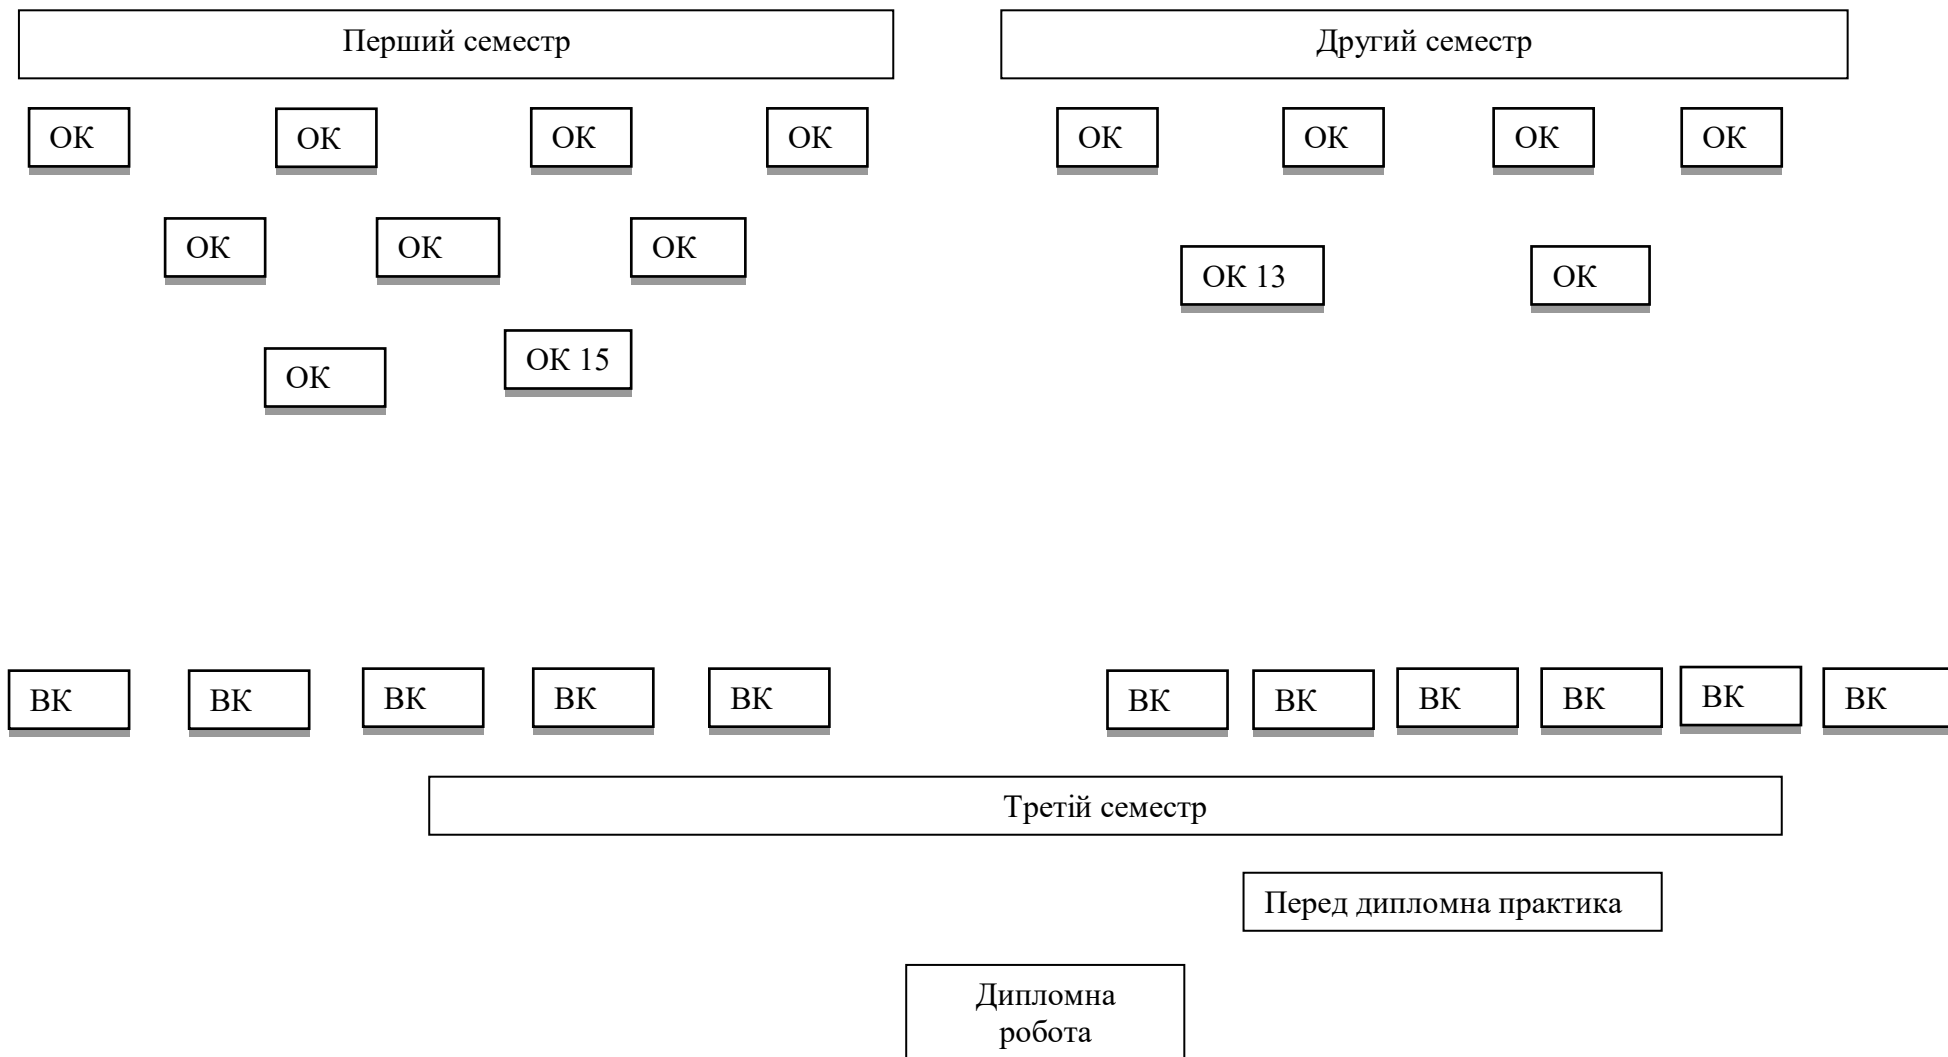 Перший семестр
Другий семестр
ОК ОК ОК ОК
ОК ОК ОК ОК
ОК ОК ОК
ОК 13 ОК
ОК ОК 15
ВК ВК ВК ВК ВК
ВК ВК ВК ВК ВК ВК
Третій семестр
Перед дипломна практика
Дипломна
робота